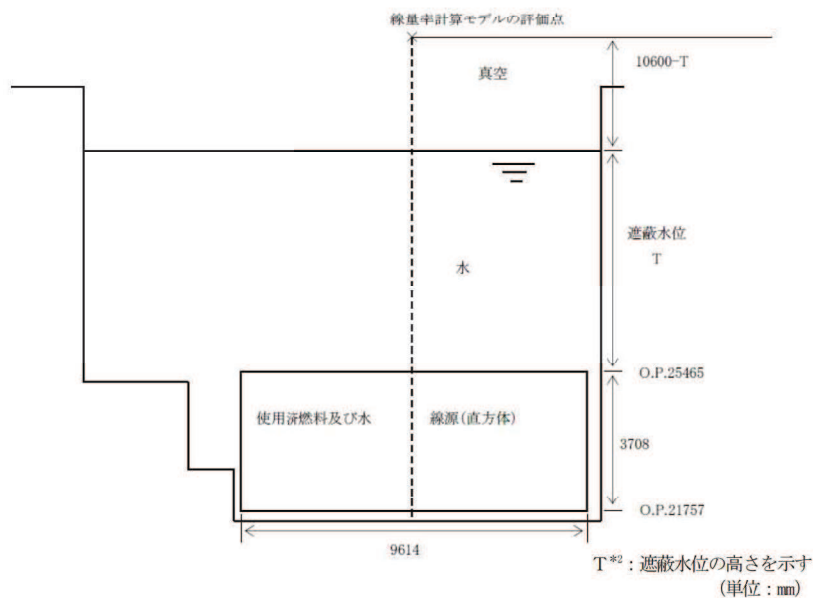 線量率計算モデルの評価点
10600-T
真空
遮蔽水位
T
水
O.P.25465
使用済燃料及び水
線源(直方体)
3708
O.P.21757
9614
T*2：遮蔽水位の高さを示す
(単位：mm)